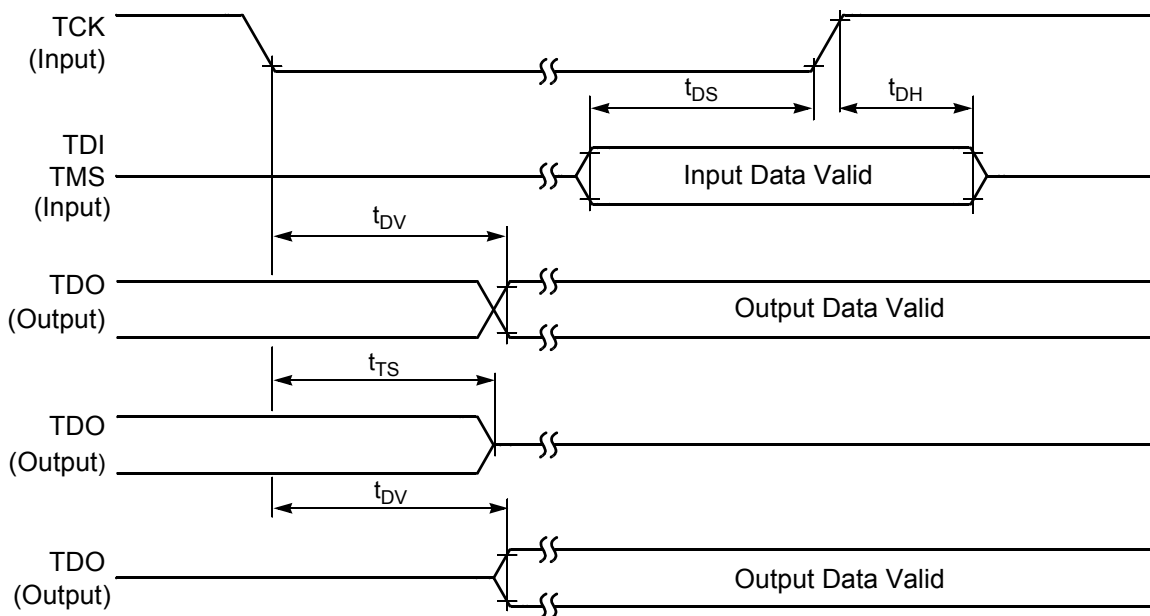 TCK
(Input)
tDS
tDH
TDI
TMS
(Input)
Input Data Valid
tDV
TDO
(Output)
Output Data Valid
tTS
TDO
(Output)
tDV
TDO
(Output)
Output Data Valid